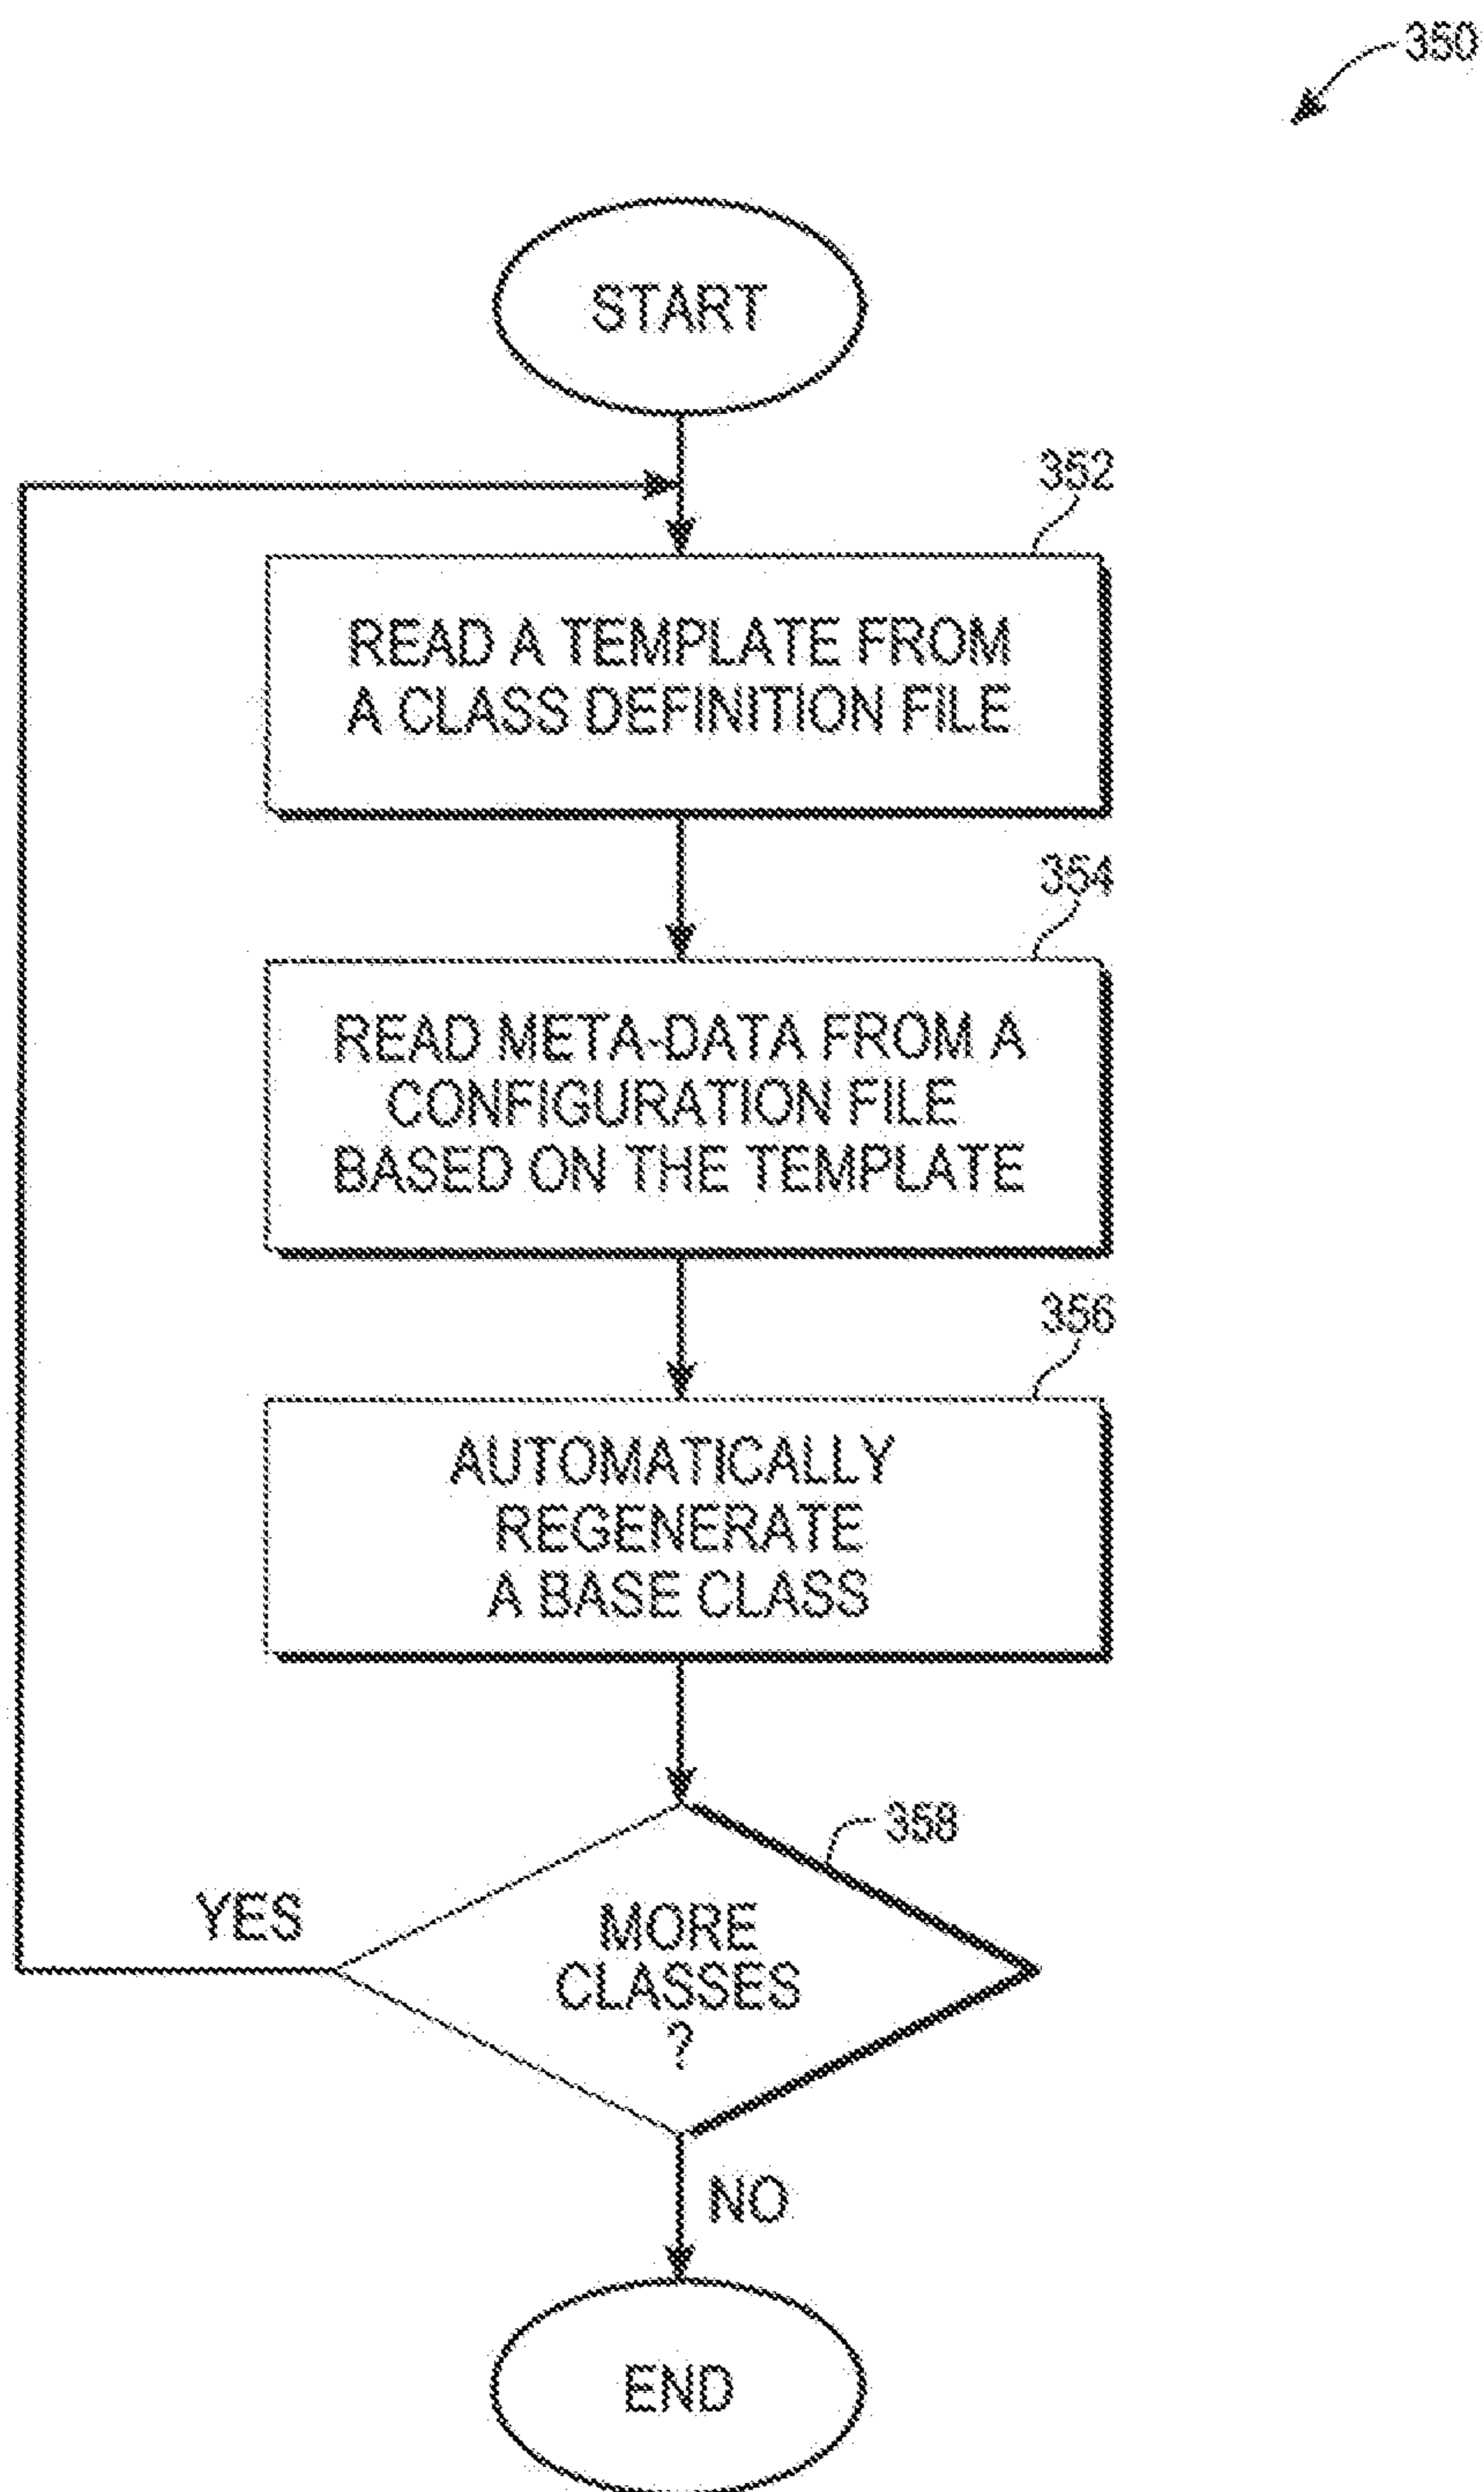 350
START
352
READ A TEMPLATE FROM
A CLASS DEFINITION FILE
354
READ META-DATA FROM A
CONFIGURATION FILE
BASED ON THE TEMPLATE
356
AUTOMATICALLY
REGENERATE
A BASE CLASS
358
YES
MORE
CLASSES
?
NO
END